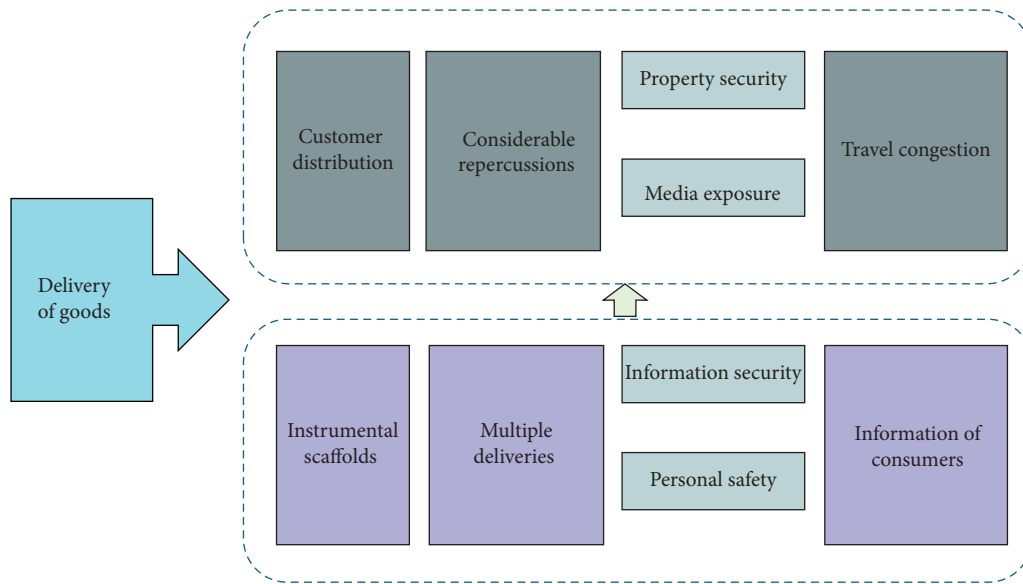 Delivery
of goods
Customer
distribution
Considerable
repercussions
Property security
Media exposure
Travel congestion
Instrumental
scaffolds
Multiple
deliveries
Information security
Personal safety
Information of
consumers